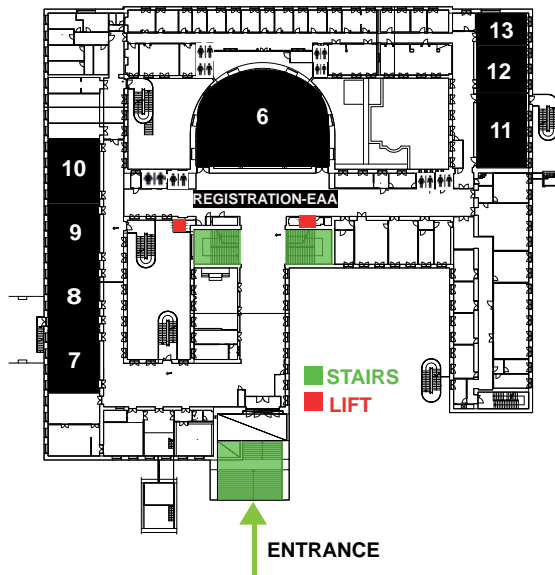 13
12
6
11
10
REGISTRATION-EAA
9
8
7
STAIRS
LIFT
ENTRANCE